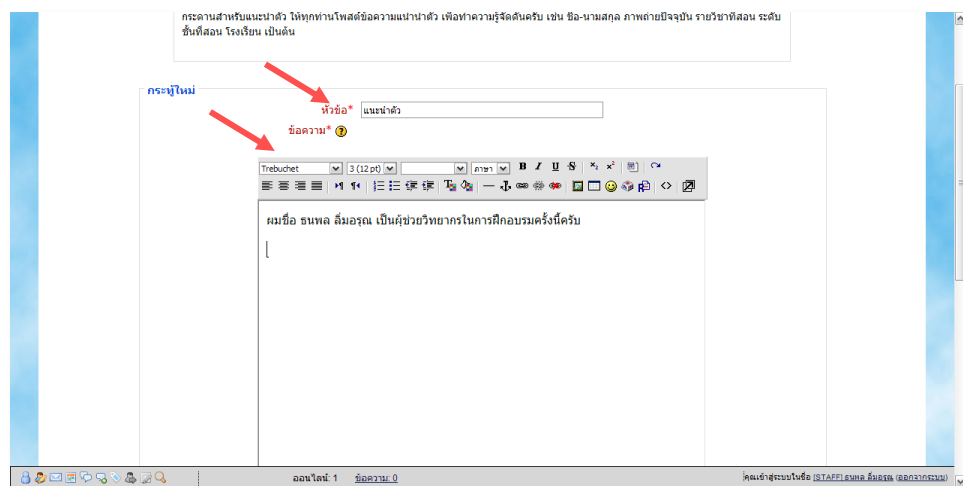 กระดานสำหรับแนะนำตัว ให้ทุกท่านโพสต์ข้อความแนะนำตัว เพื่อทำความรู้จัดดันครับ เช่น ชื่อ-นามสกุล ภาพถ่ายปัจจุบัน รายวิชาที่สอน ระดับ
ชั้นที่สอน โรงเรียน เป็นต้น
กระทู้ใหม่
หัวข้อ* แนะนำตัว
ข้อความ*
Trebuchet 3 (12 pt) ภาษา B I U S
ผมชื่อ ธนพล ลิ่มอรุณ เป็นผู้ช่วยวิทยากรในการฝึกอบรมครั้งนี้ครับ
ออนไลน์: 1 ข้อความ: 0 คุณเข้าสู่ระบบในชื่อ [STAFF] ธนพล ลิ่มอรุณ (ออกจากระบบ)